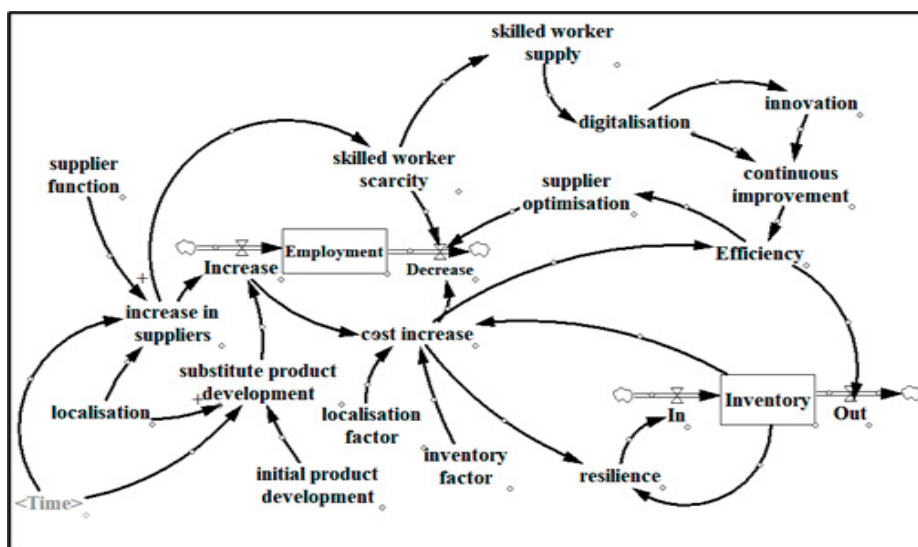 skilled worker
supply
innovation
digitalisation
skilled worker
scarcity
supplier
function
supplier
optimisation
continuous
improvement
Employment
Increase
Decrease
Efficiency
+
increase in
suppliers
cost increase
substitute product
development
+
localisation
localisation
factor
In
Inventory
Out
initial product
development
inventory
factor
resilience
<Time>